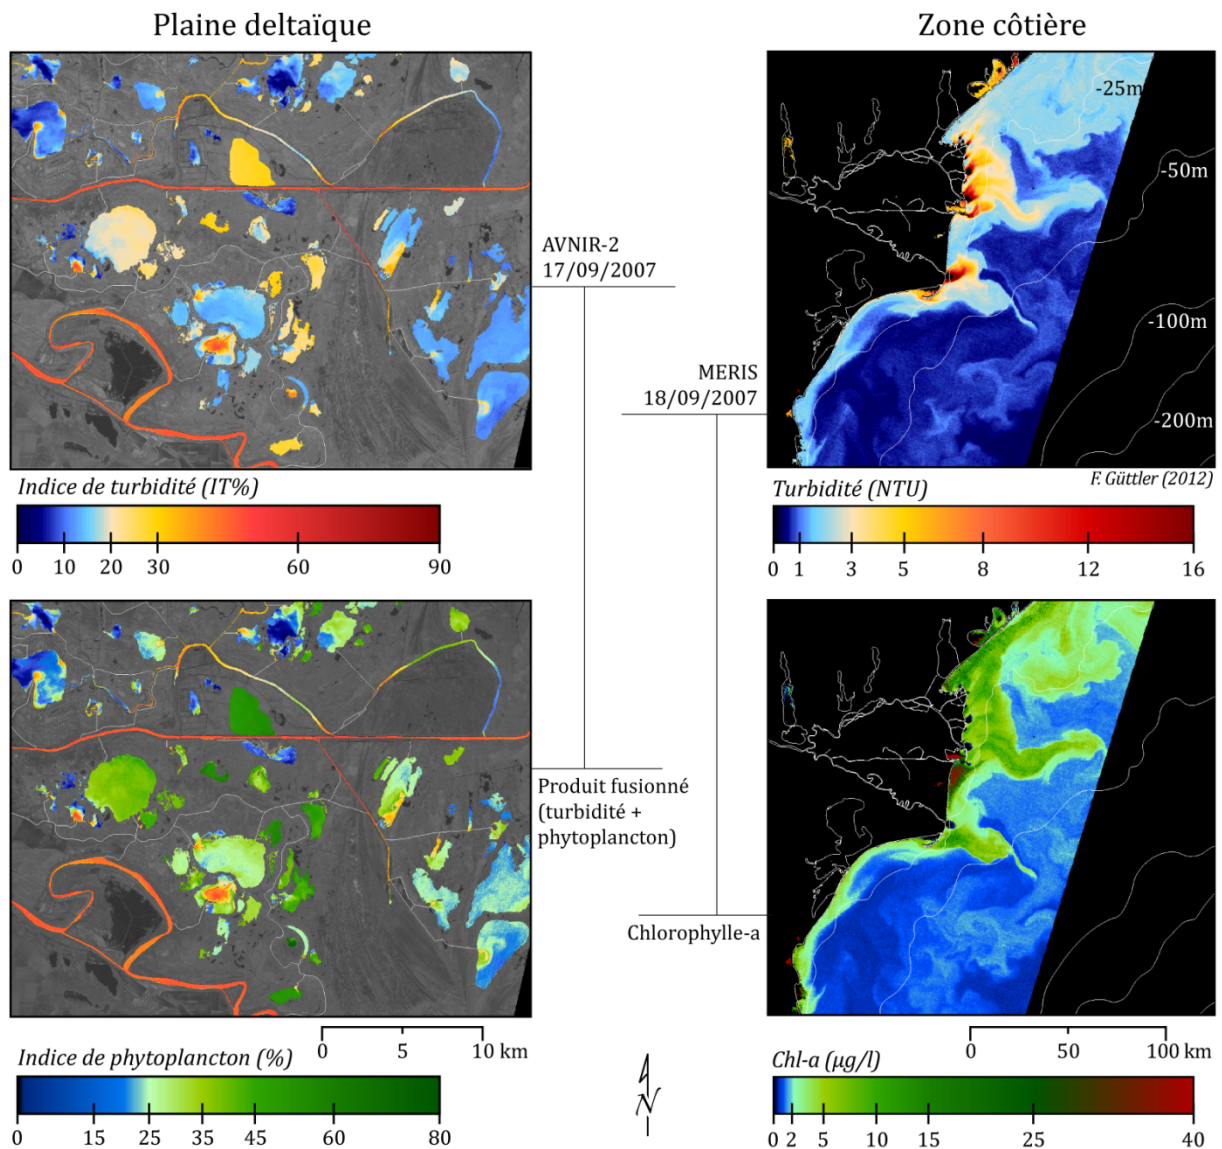 Plaine deltaïque
Zone côtière
-25m
-50m
-100m
-200m
AVNIR-2
17/09/2007
MERIS
18/09/2007
F. Güttler (2012)
Indice de turbidité (IT%)
0 10 20 30 60 90
Turbidité (NTU)
0 1 3 5 8 12 16
Produit fusionné
(turbidité +
phytoplancton)
Chlorophylle-a
0 5 10 km
0 50 100 km
N
Indice de phytoplancton (%)
0 15 25 35 45 60 80
Chl-a (µg/l)
0 2 5 10 15 25 40